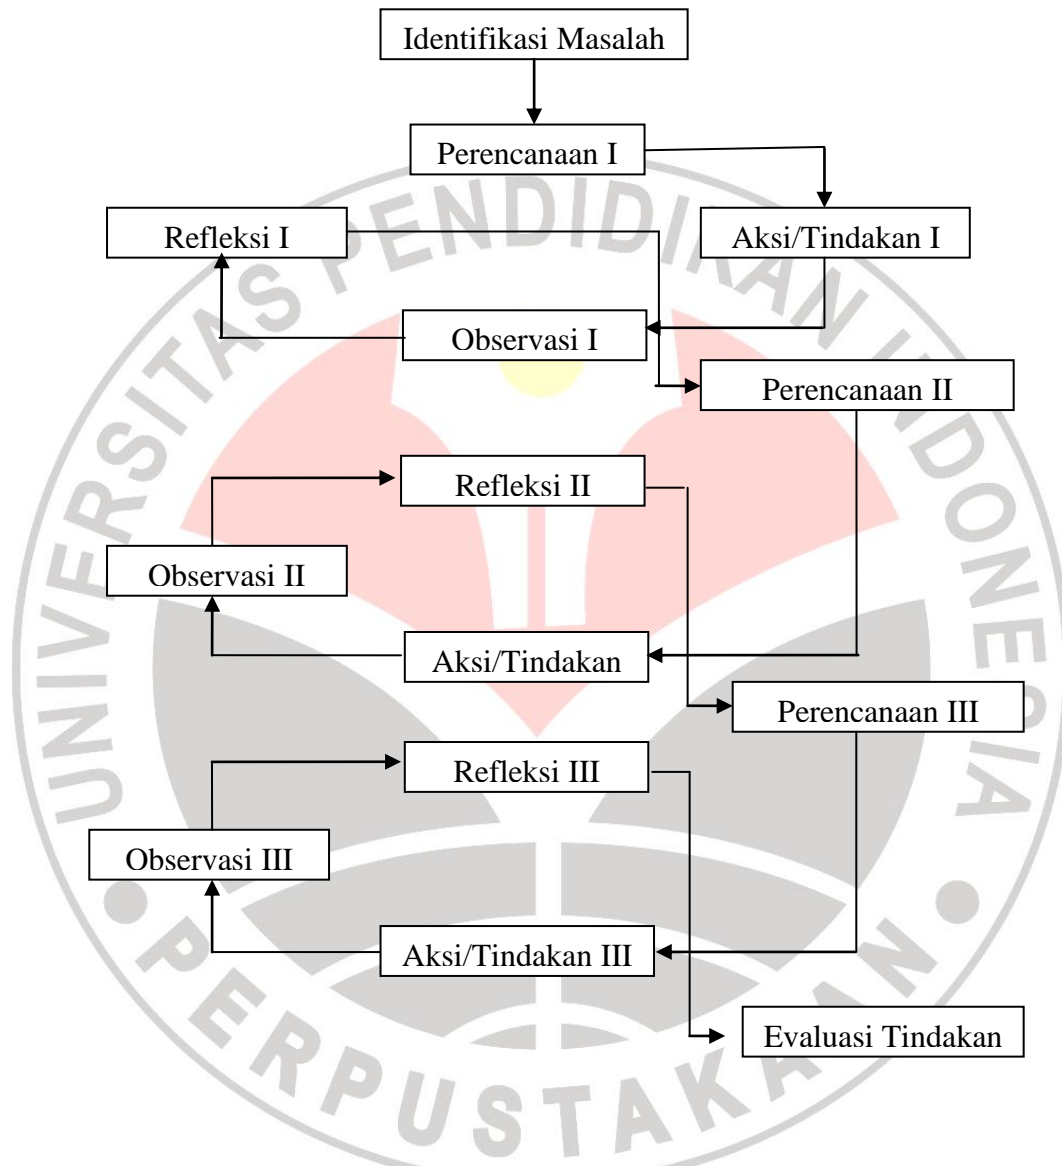 Identifikasi Masalah
Perencanaan I
Refleksi I
Aksi/Tindakan I
Observasi I
Perencanaan II
Refleksi II
Observasi II
Aksi/Tindakan
Perencanaan III
Refleksi III
Observasi III
Aksi/Tindakan III
Evaluasi Tindakan
UNIVERSITAS PENDIDIKAN INDONESIA
PERPUSTAKAAN